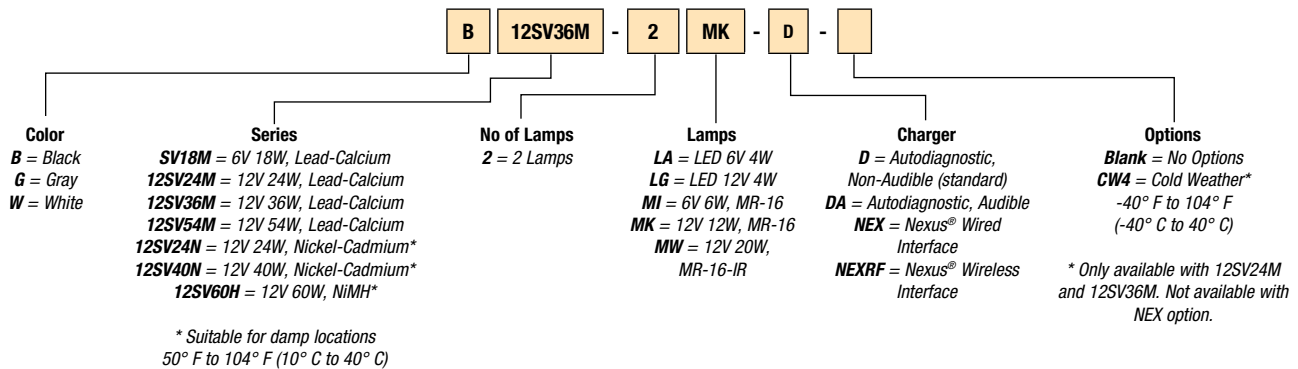 B 12SV36M - 2 MK - D -
Color
B = Black
G = Gray
W = White
Series
SV18M = 6V 18W, Lead-Calcium
12SV24M = 12V 24W, Lead-Calcium
12SV36M = 12V 36W, Lead-Calcium
12SV54M = 12V 54W, Lead-Calcium
12SV24N = 12V 24W, Nickel-Cadmium*
12SV40N = 12V 40W, Nickel-Cadmium*
12SV60H = 12V 60W, NiMH*
* Suitable for damp locations
50° F to 104° F (10° C to 40° C)
No of Lamps
2 = 2 Lamps
Lamps
LA = LED 6V 4W
LG = LED 12V 4W
MI = 6V 6W, MR-16
MK = 12V 12W, MR-16
MW = 12V 20W,
MR-16-IR
Charger
D = Autodiagnostic,
Non-Audible (standard)
DA = Autodiagnostic, Audible
NEX = Nexus® Wired
Interface
NEXRF = Nexus® Wireless
Interface
Options
Blank = No Options
CW4 = Cold Weather*
-40° F to 104° F
(-40° C to 40° C)
* Only available with 12SV24M
and 12SV36M. Not available with
NEX option.